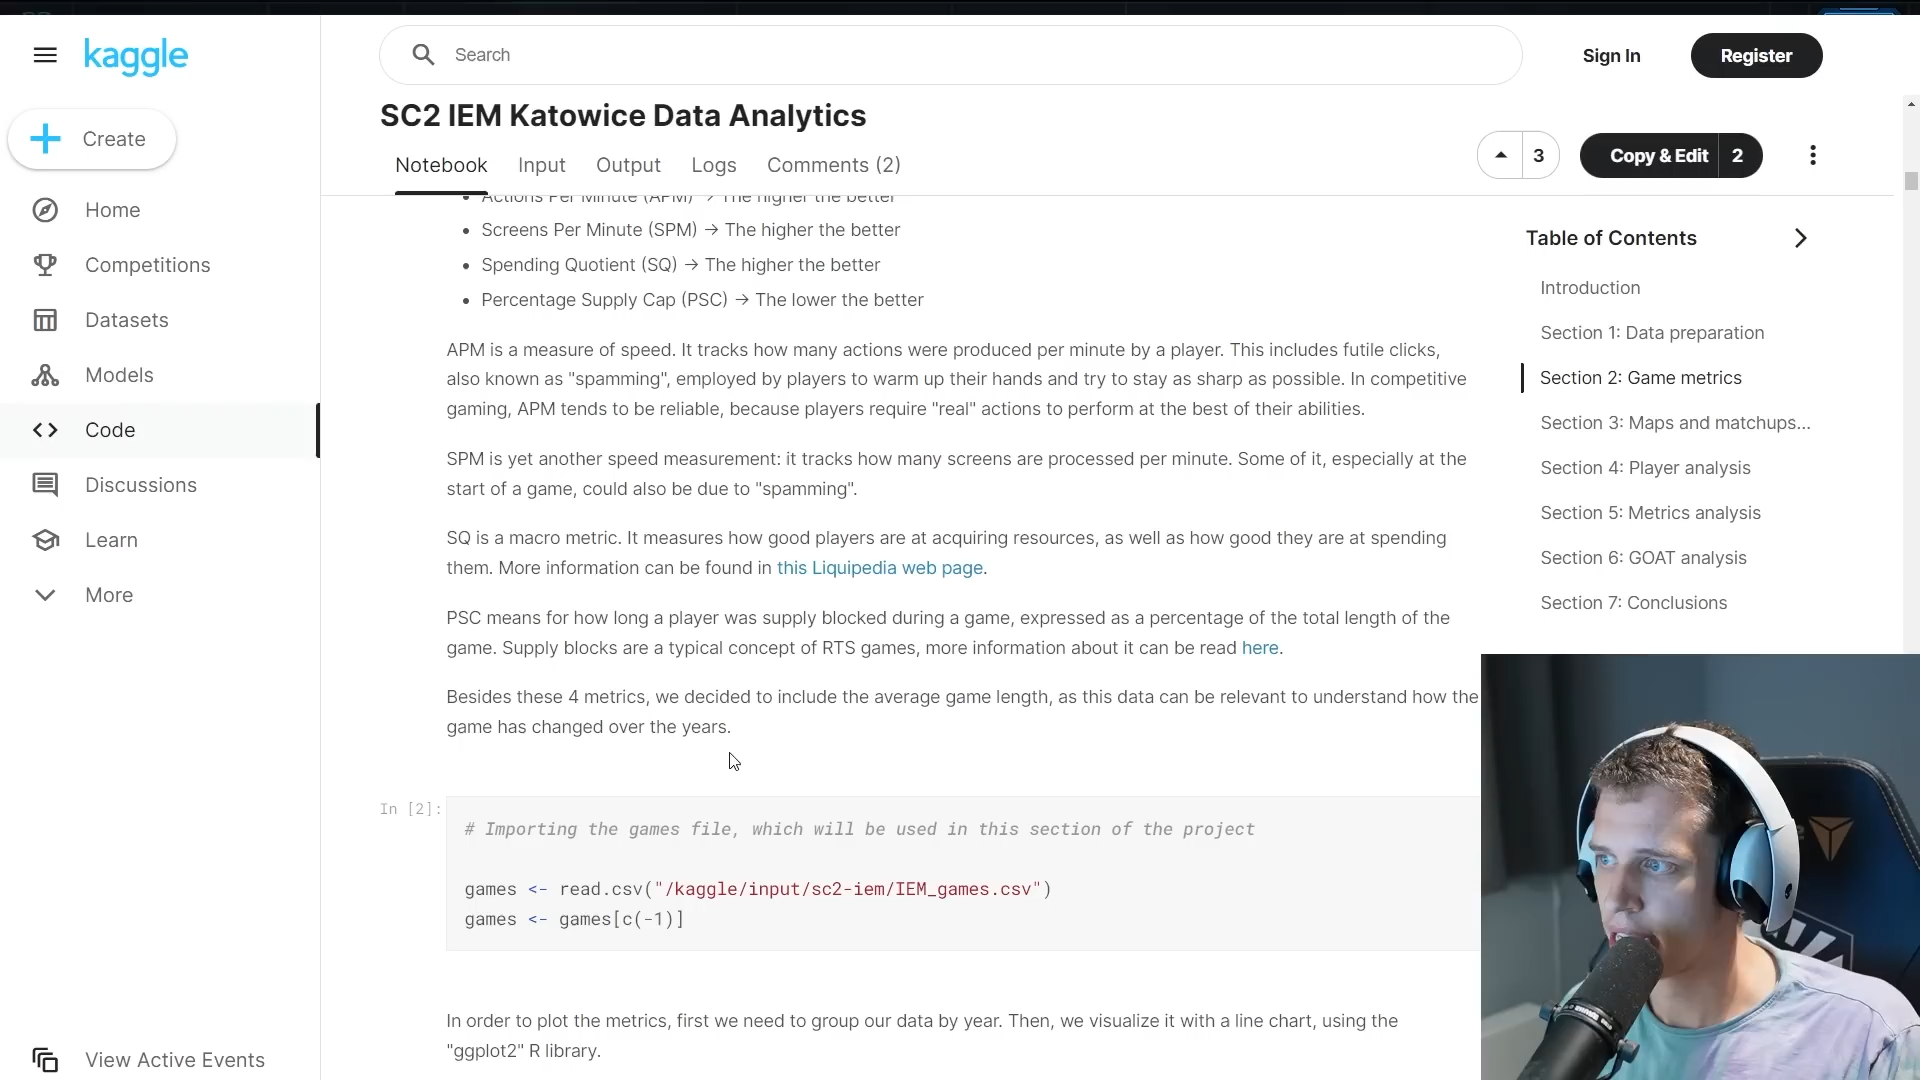 kaggle
Search
Sign In
Register
Create
SC2 IEM Katowice Data Analytics
Notebook
Input
Output
Logs
Comments (2)
3
Copy & Edit
2
Home
Competitions
Datasets
Models
Code
Discussions
Learn
More
View Active Events
Actions Per Minute (APM) → The higher the better
• Screens Per Minute (SPM) → The higher the better
• Spending Quotient (SQ) → The higher the better
• Percentage Supply Cap (PSC) → The lower the better
APM is a measure of speed. It tracks how many actions were produced per minute by a player. This includes futile clicks,
also known as "spamming", employed by players to warm up their hands and try to stay as sharp as possible. In competitive
gaming, APM tends to be reliable, because players require "real" actions to perform at the best of their abilities.
SPM is yet another speed measurement: it tracks how many screens are processed per minute. Some of it, especially at the
start of a game, could also be due to "spamming".
SQ is a macro metric. It measures how good players are at acquiring resources, as well as how good they are at spending
them. More information can be found in this Liquipedia web page.
PSC means for how long a player was supply blocked during a game, expressed as a percentage of the total length of the
game. Supply blocks are a typical concept of RTS games, more information about it can be read here.
Besides these 4 metrics, we decided to include the average game length, as this data can be relevant to understand how the
game has changed over the years.
In [2]:
# Importing the games file, which will be used in this section of the project
games <- read.csv("/kaggle/input/sc2-iem/IEM_games.csv")
games <- games[c(-1)]
In order to plot the metrics, first we need to group our data by year. Then, we visualize it with a line chart, using the
"ggplot2" R library.
Table of Contents
Introduction
Section 1: Data preparation
Section 2: Game metrics
Section 3: Maps and matchups...
Section 4: Player analysis
Section 5: Metrics analysis
Section 6: GOAT analysis
Section 7: Conclusions